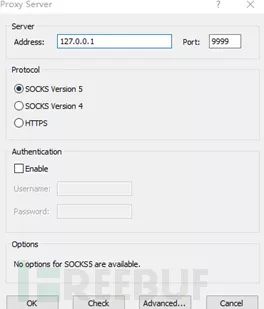 Proxy Server
?
Server
Address: 127.0.0.1 Port: 9999
Protocol
SOCKS Version 5
SOCKS Version 4
HTTPS
Authentication
Enable
Username:
Password:
Options
No options for SOCKS5 are available.
REEBUF
OK Check Advanced... Cancel